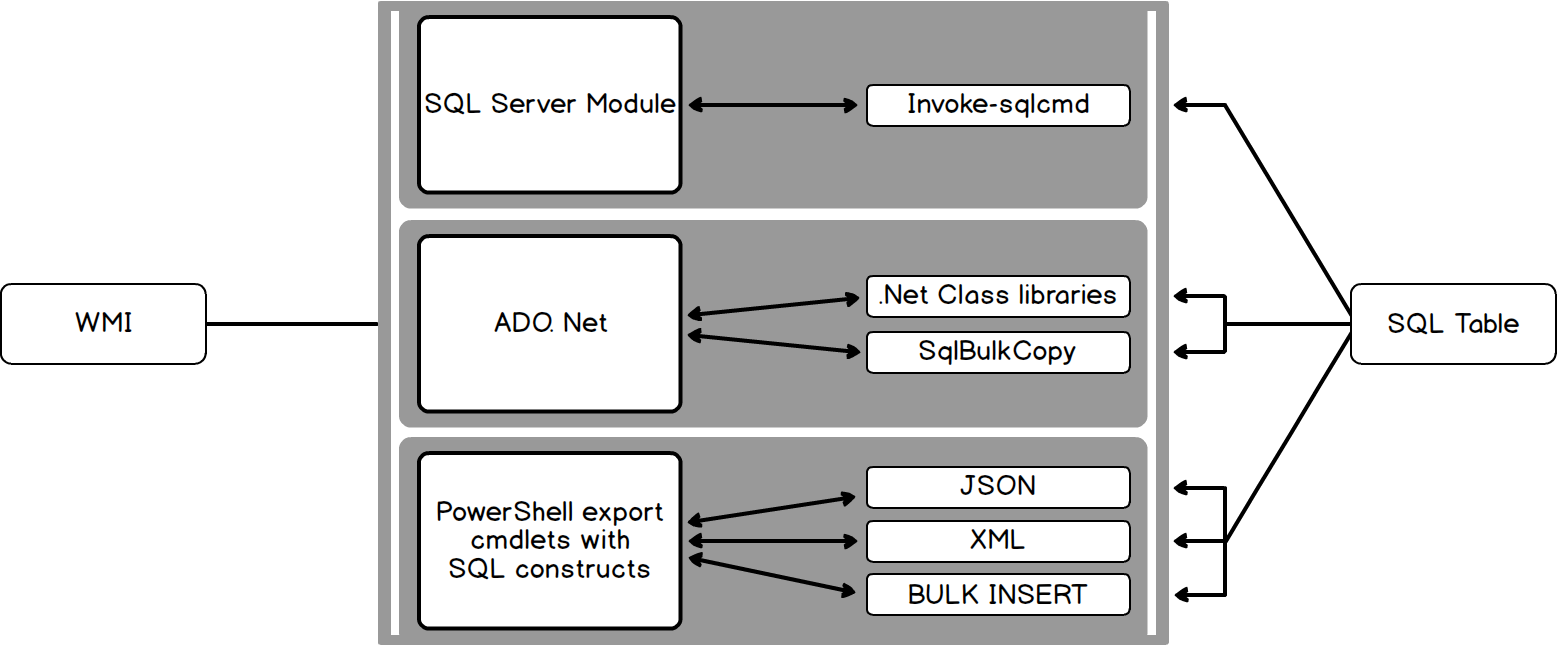 WMI
SQL Server Module
Invoke-sqlcmd
ADO. Net
.Net Class libraries
SqlBulkCopy
PowerShell export
cmdlets with
SQL constructs
JSON
XML
BULK INSERT
SQL Table